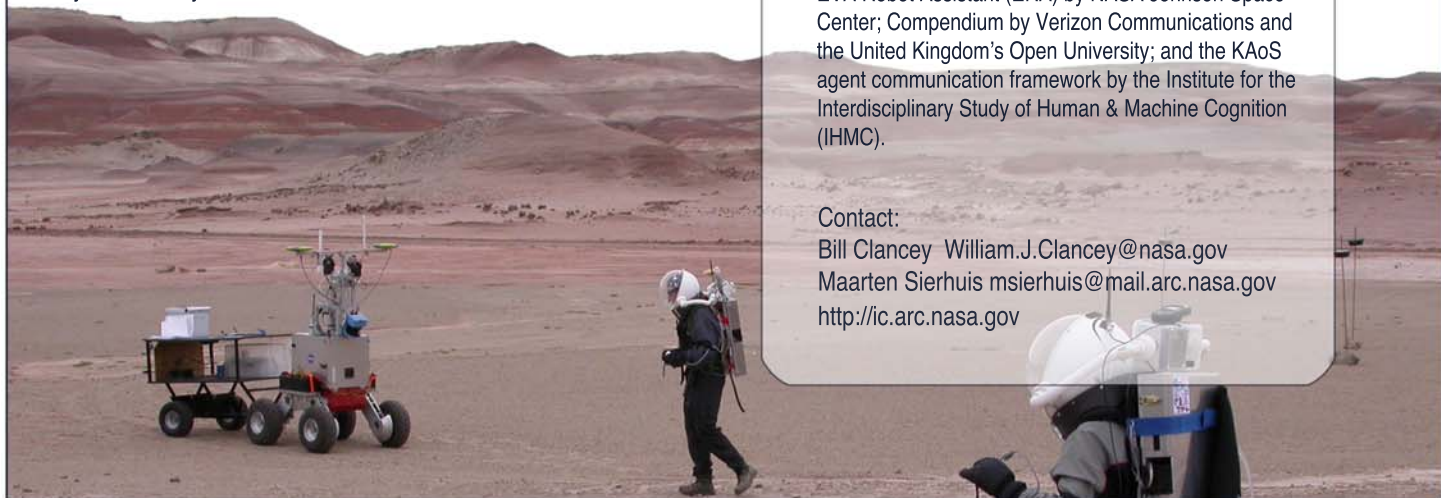 Center; Compendium by Verizon Communications and
the United Kingdom's Open University; and the KAoS
agent communication framework by the Institute for the
Interdisciplinary Study of Human & Machine Cognition
(IHMC).
Contact:
Bill Clancey William.J.Clancey@nasa.gov
Maarten Sierhuis msierhuis@mail.arc.nasa.gov
http://ic.arc.nasa.gov